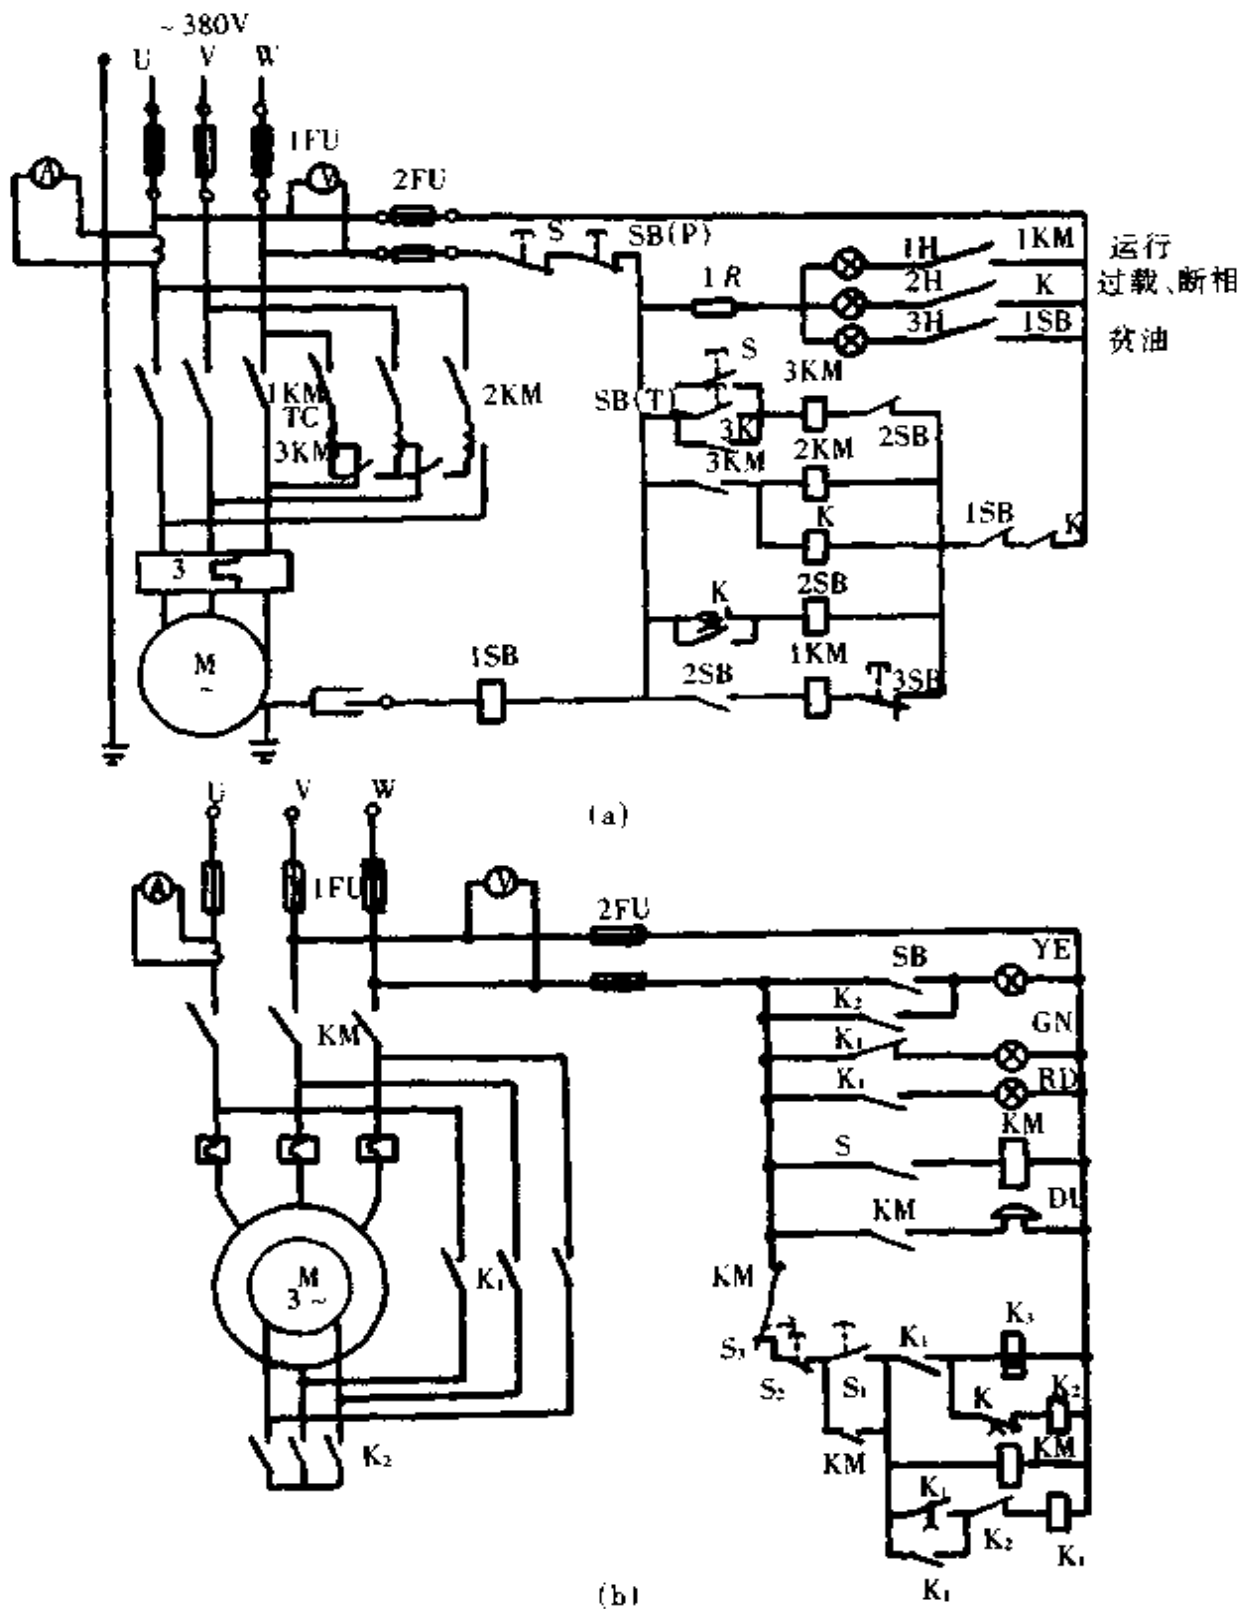 ~380V
U V W
1FU
A
V
2FU
S
SB(P)
1R
1H
1KM
运行
2H
K
过载、断相
3H
1SB
贫油
S
SB(T)
3K
3KM
2SB
1KM
TC
2KM
3KM
3KM
2KM
K
1SB
K
3
K
2SB
M
~
1SB
2SB
1KM
3SB
(a)
U V W
A
1FU
V
2FU
SB
YE
K₂
GN
K₁
K₁
RD
KM
S
KM
KM
DL
M
3~
K₁
KM
S₃
S₂
S₁
K₁
K₃
K
K₂
K₂
KM
KM
K₁
K₂
K₁
K₁
(b)